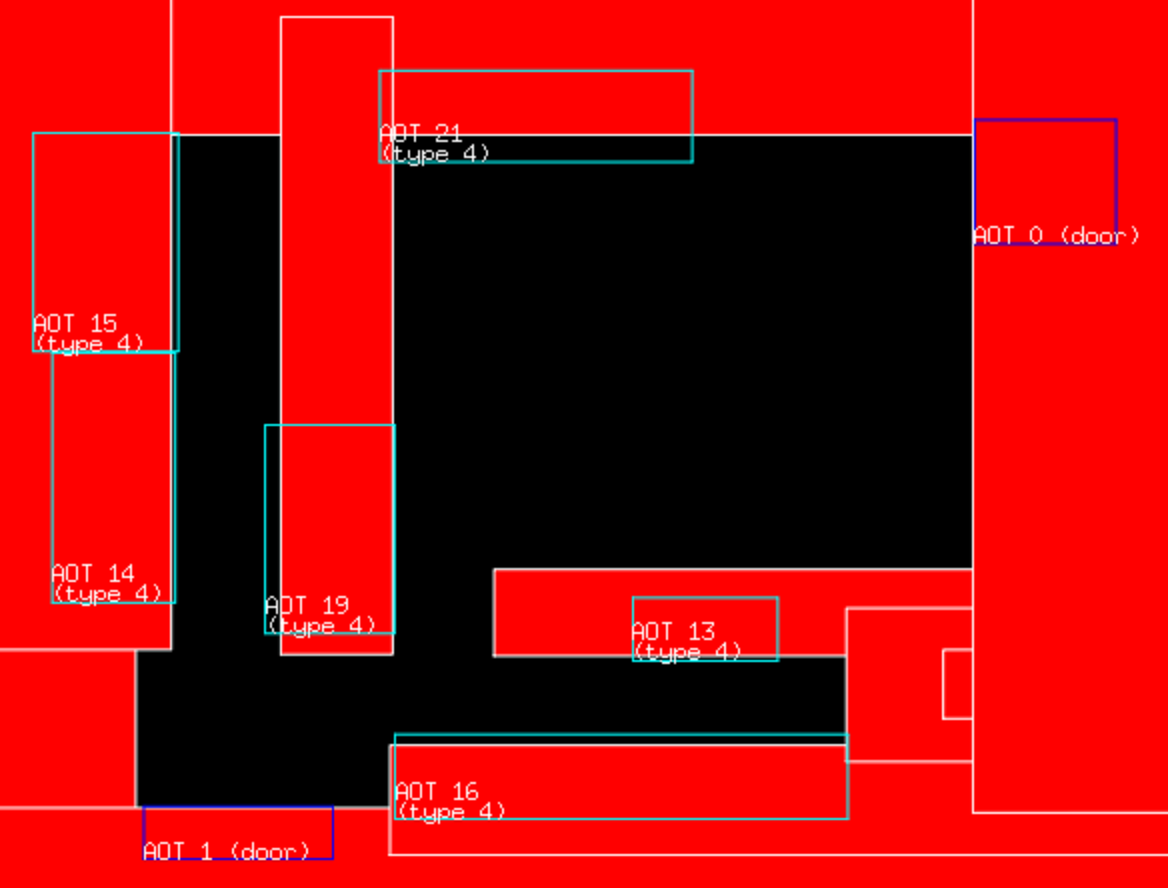 AOT 21
(type 4)
AOT 0 (door)
AOT 15
(type 4)
AOT 14
(type 4)
AOT 19
(type 4)
AOT 13
(type 4)
AOT 16
(type 4)
AOT 1 (door)